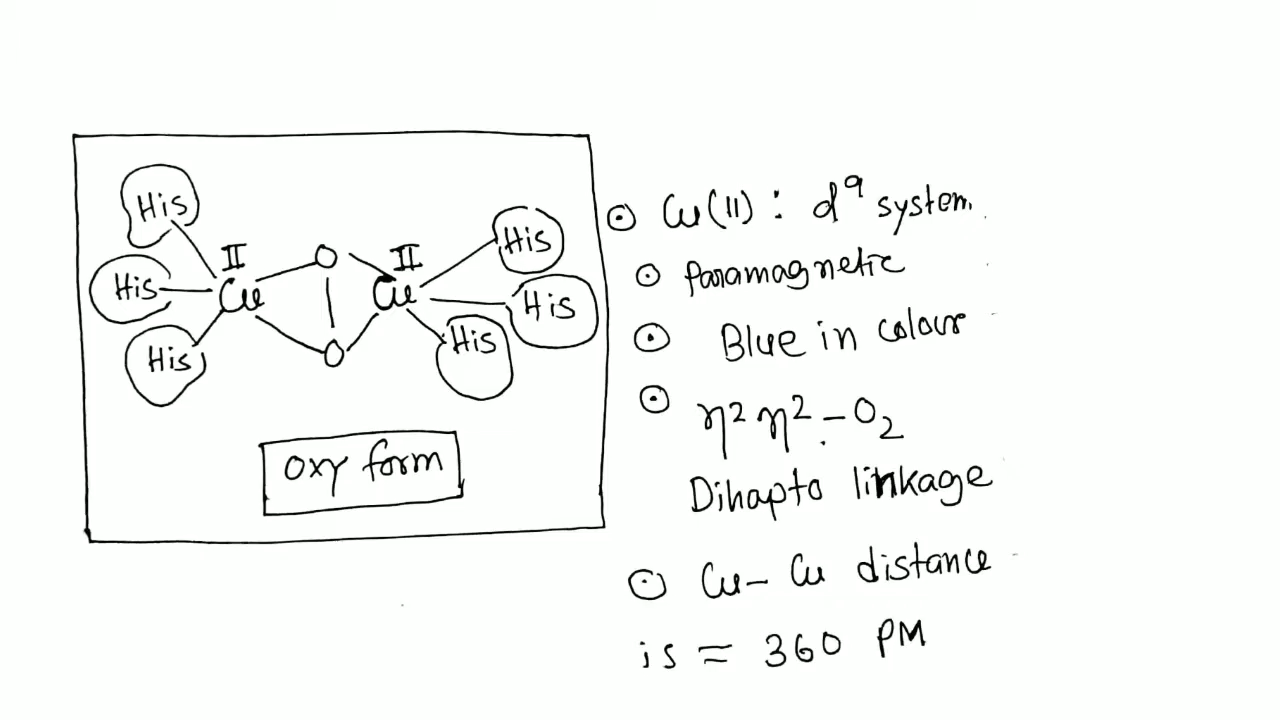 His
His
His
II
Cu
O
O
II
Cu
His
His
His
oxy form
Cu(II) : d⁹ system.
Paramagnetic
Blue in colour
η² η² - O₂
Dihapto linkage
Cu - Cu distance
is ≈ 360 PM